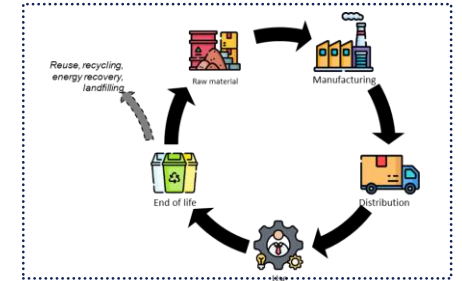 Reuse, recycling,
energy recovery,
landfilling
Raw material
Manufacturing
End of life
Distribution